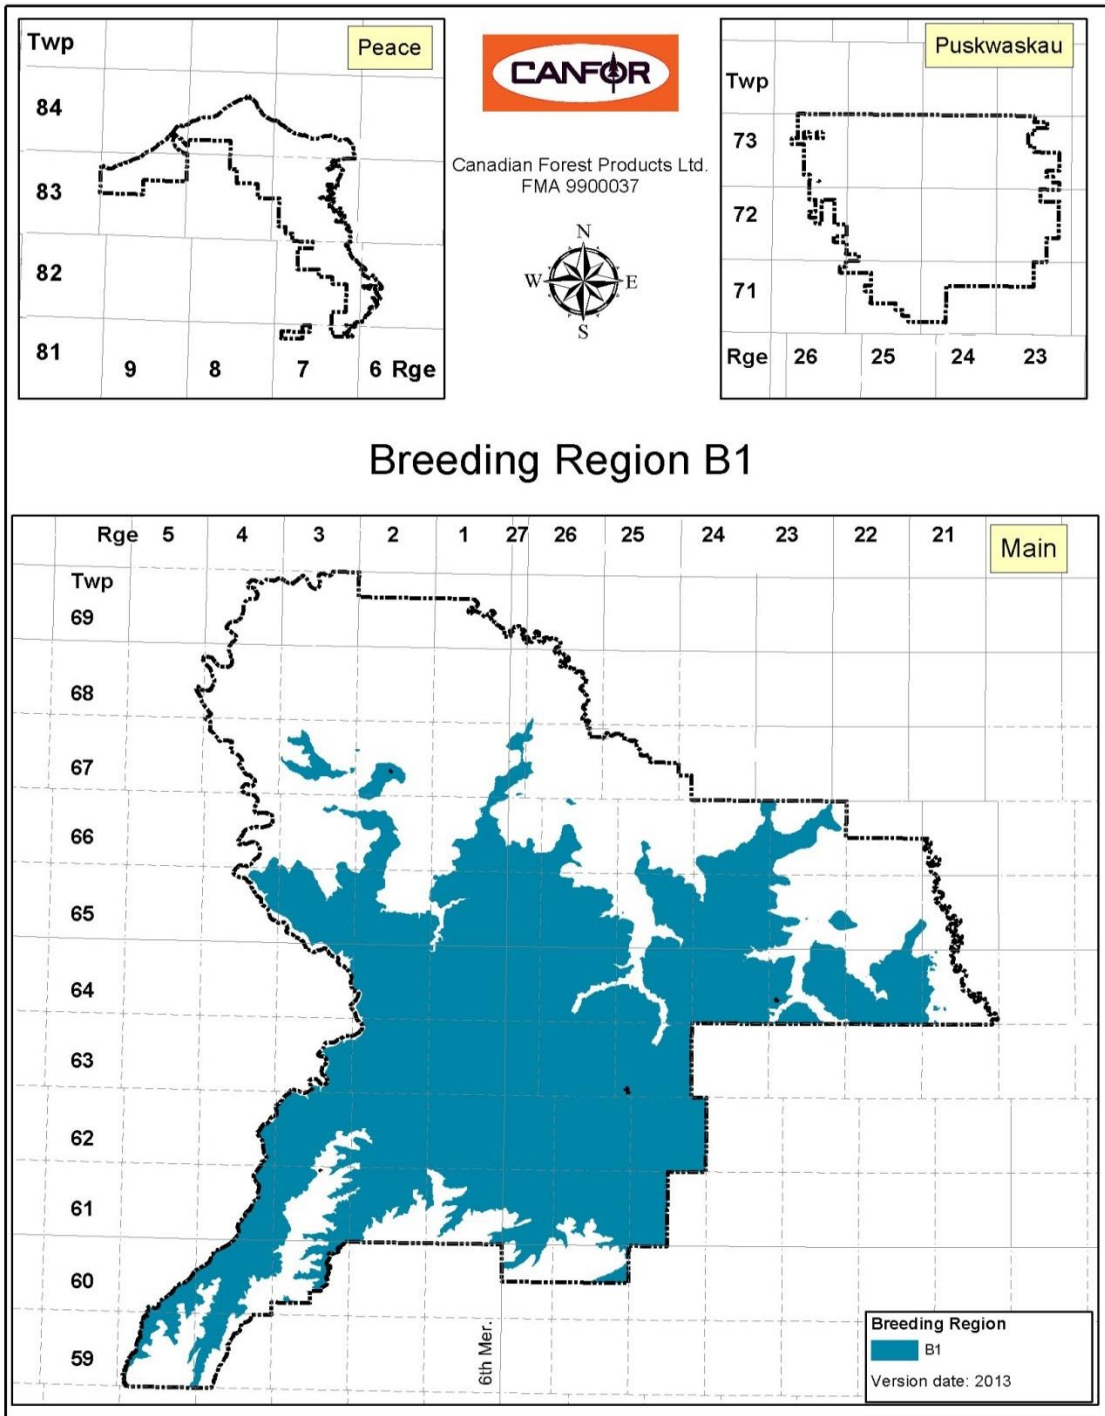 Twp
Peace
84
83
82
81
9 8 7 6 Rge
CANFOR
Canadian Forest Products Ltd.
FMA 9900037
N
W E
S
Puskwaskau
Twp
73
72
71
Rge 26 25 24 23
Breeding Region B1
Rge 5 4 3 2 1 27 26 25 24 23 22 21
Main
Twp
69
68
67
66
65
64
63
62
61
60
59
6th Mer.
Breeding Region
B1
Version date: 2013